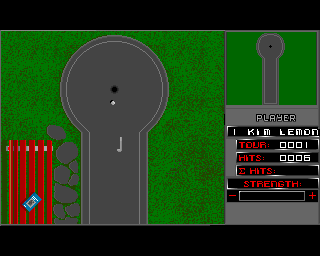 PLAYER
1 KIM LEMON
TOUR: 0001
HITS: 0006
Σ HITS:
STRENGTH:
- +